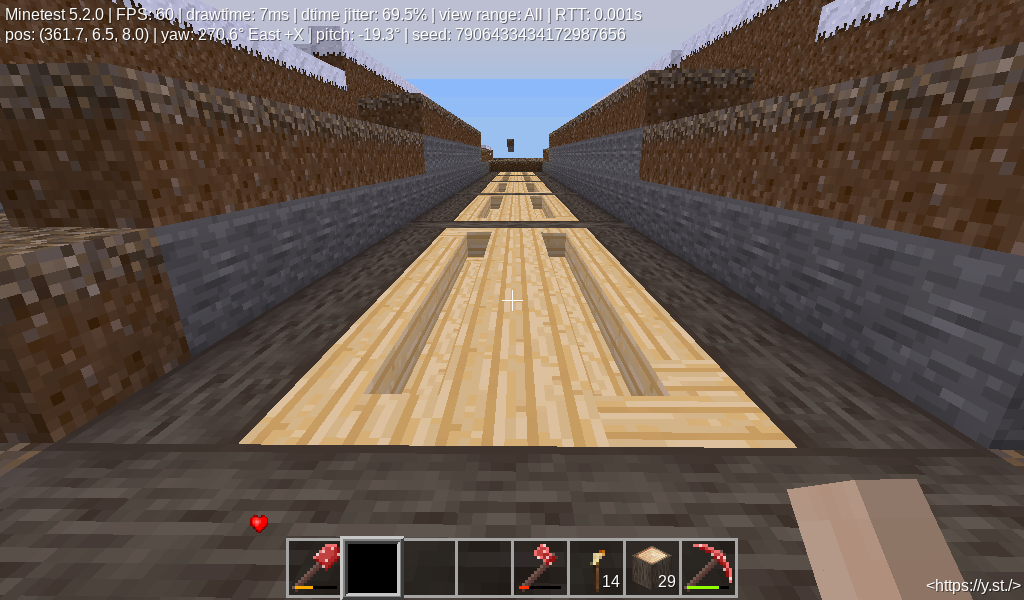 Minetest 5.2.0 | FPS: 60 | drawtime: 7ms | dtime jitter: 69.5% | view range: All | RTT: 0.001s
pos: (361.7, 6.5, 8.0) | yaw: 270.6° East +X | pitch: -19.3° | seed: 7906433434172987656
14
29
<https://y.st./>